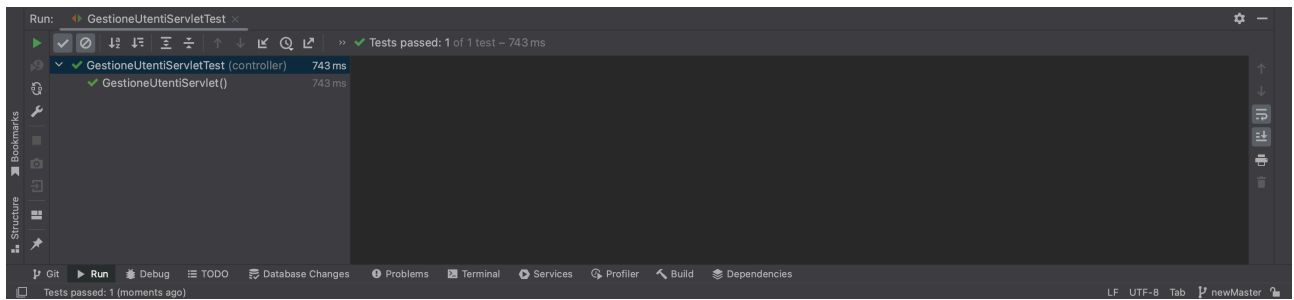 Run: GestioneUtentiServletTest
Tests passed: 1 of 1 test – 743 ms
GestioneUtentiServletTest (controller) 743 ms
GestioneUtentiServlet() 743 ms
Bookmarks
Structure
Git Run Debug TODO Database Changes Problems Terminal Services Profiler Build Dependencies
Tests passed: 1 (moments ago) LF UTF-8 Tab newMaster